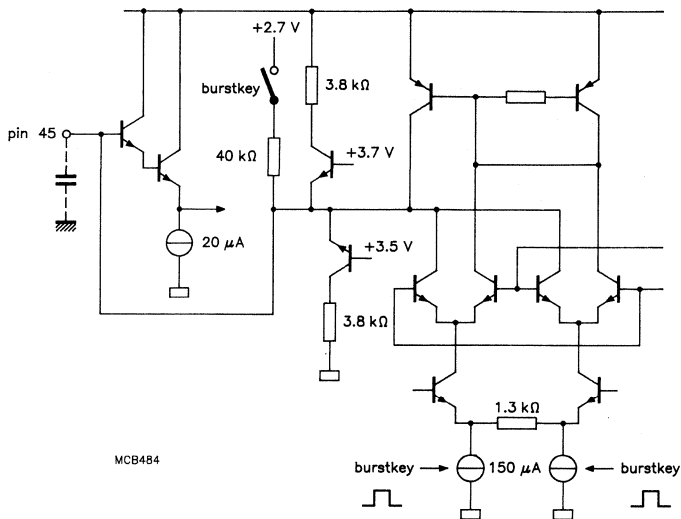 +2.7 V
burstkey
3.8 kΩ
pin 45
40 kΩ
+3.7 V
20 μA
+3.5 V
3.8 kΩ
1.3 kΩ
MCB484
burstkey
150 μA
burstkey